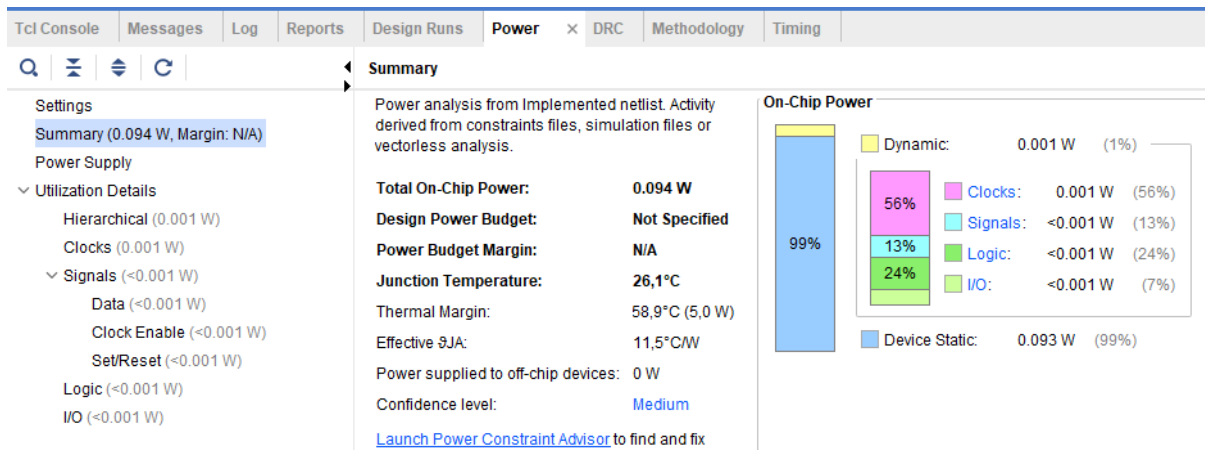 Tcl Console Messages Log Reports Design Runs Power × DRC Methodology Timing
Settings
Summary (0.094 W, Margin: N/A)
Power Supply
Utilization Details
Hierarchical (0.001 W)
Clocks (0.001 W)
Signals (<0.001 W)
Data (<0.001 W)
Clock Enable (<0.001 W)
Set/Reset (<0.001 W)
Logic (<0.001 W)
I/O (<0.001 W)
Summary
Power analysis from Implemented netlist. Activity
derived from constraints files, simulation files or
vectorless analysis.
Total On-Chip Power: 0.094 W
Design Power Budget: Not Specified
Power Budget Margin: N/A
Junction Temperature: 26,1°C
Thermal Margin: 58,9°C (5,0 W)
Effective ϑJA: 11,5°C/W
Power supplied to off-chip devices: 0 W
Confidence level: Medium
Launch Power Constraint Advisor to find and fix
On-Chip Power
99%
Dynamic: 0.001 W (1%)
56%
13%
24%
Clocks: 0.001 W (56%)
Signals: <0.001 W (13%)
Logic: <0.001 W (24%)
I/O: <0.001 W (7%)
Device Static: 0.093 W (99%)